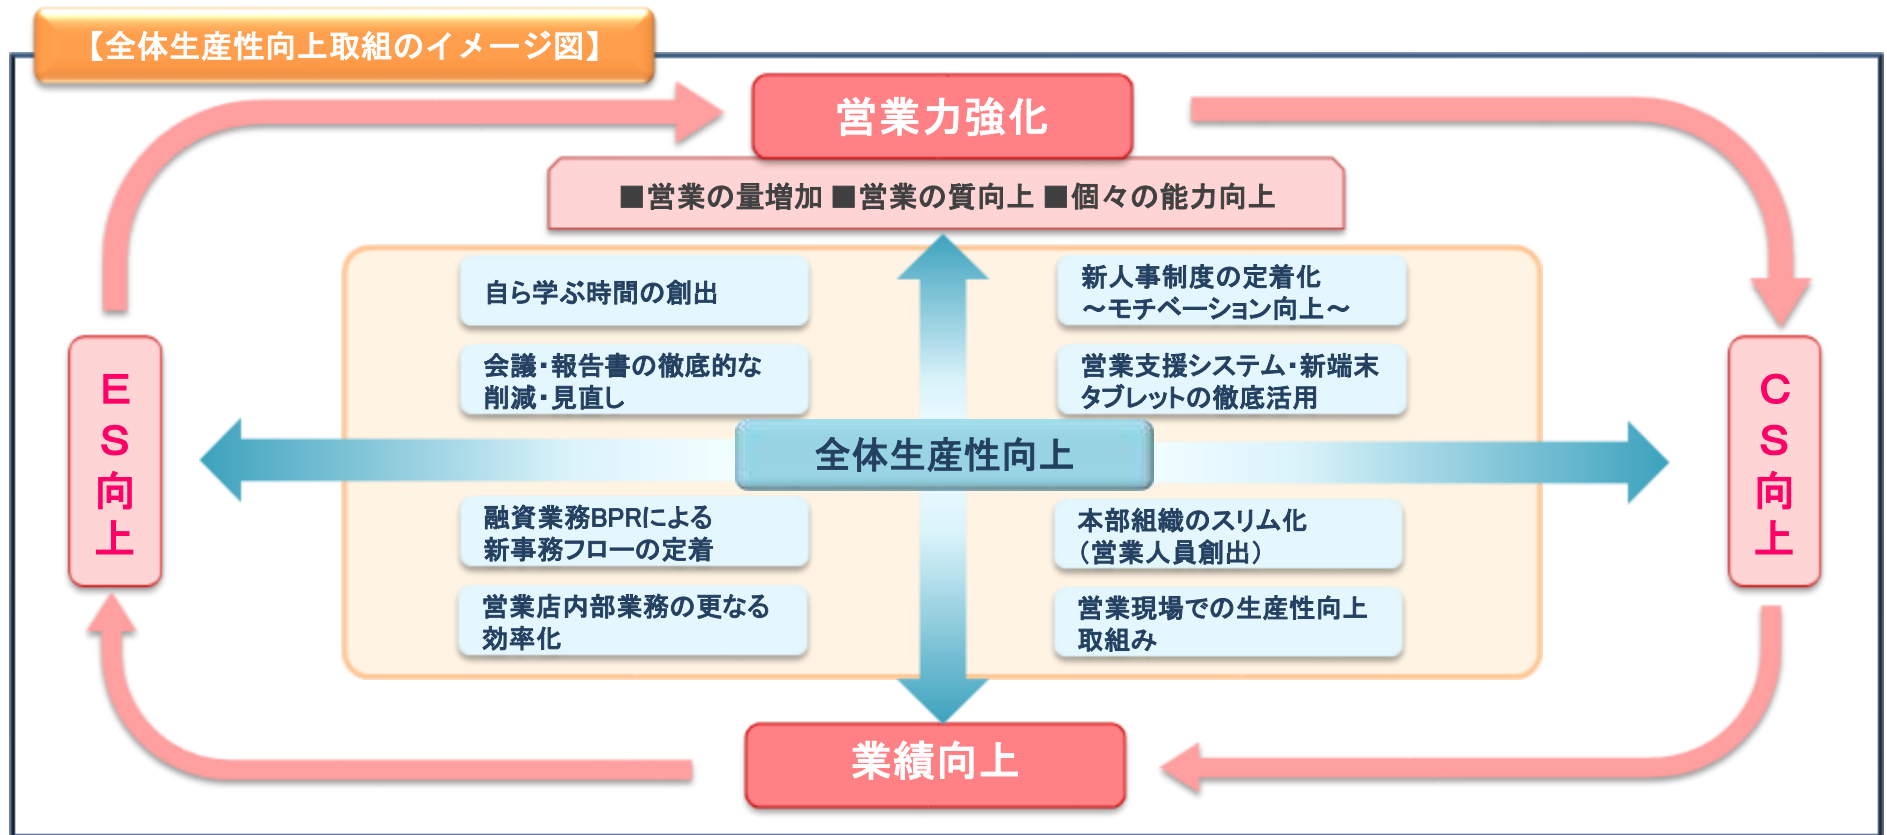 【全体生産性向上取組のイメージ図】
営業力強化
■営業の量増加 ■営業の質向上 ■個々の能力向上
自ら学ぶ時間の創出
新人事制度の定着化
～モチベーション向上～
会議・報告書の徹底的な
削減・見直し
営業支援システム・新端末
タブレットの徹底活用
ES向上
全体生産性向上
CS向上
融資業務BPRによる
新事務フローの定着
本部組織のスリム化
（営業人員創出）
営業店内部業務の更なる
効率化
営業現場での生産性向上
取組み
業績向上